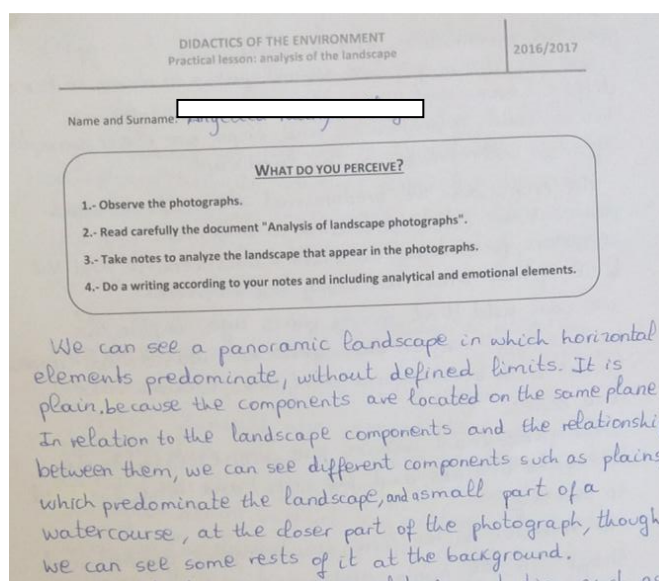 DIDACTICS OF THE ENVIRONMENT
Practical lesson: analysis of the landscape
2016/2017
Name and Surname:
WHAT DO YOU PERCEIVE?
1.- Observe the photographs.
2.- Read carefully the document "Analysis of landscape photographs".
3.- Take notes to analyze the landscape that appear in the photographs.
4.- Do a writing according to your notes and including analytical and emotional elements.
We can see a panoramic landscape in which horizontal
elements predominate, without defined limits. It is
plain, because the components are located on the same plane
In relation to the landscape components and the relationshi
between them, we can see different components such as plains
which predominate the landscape, and a small part of a
watercourse, at the closer part of the photograph, though
we can see some rests of it at the background.